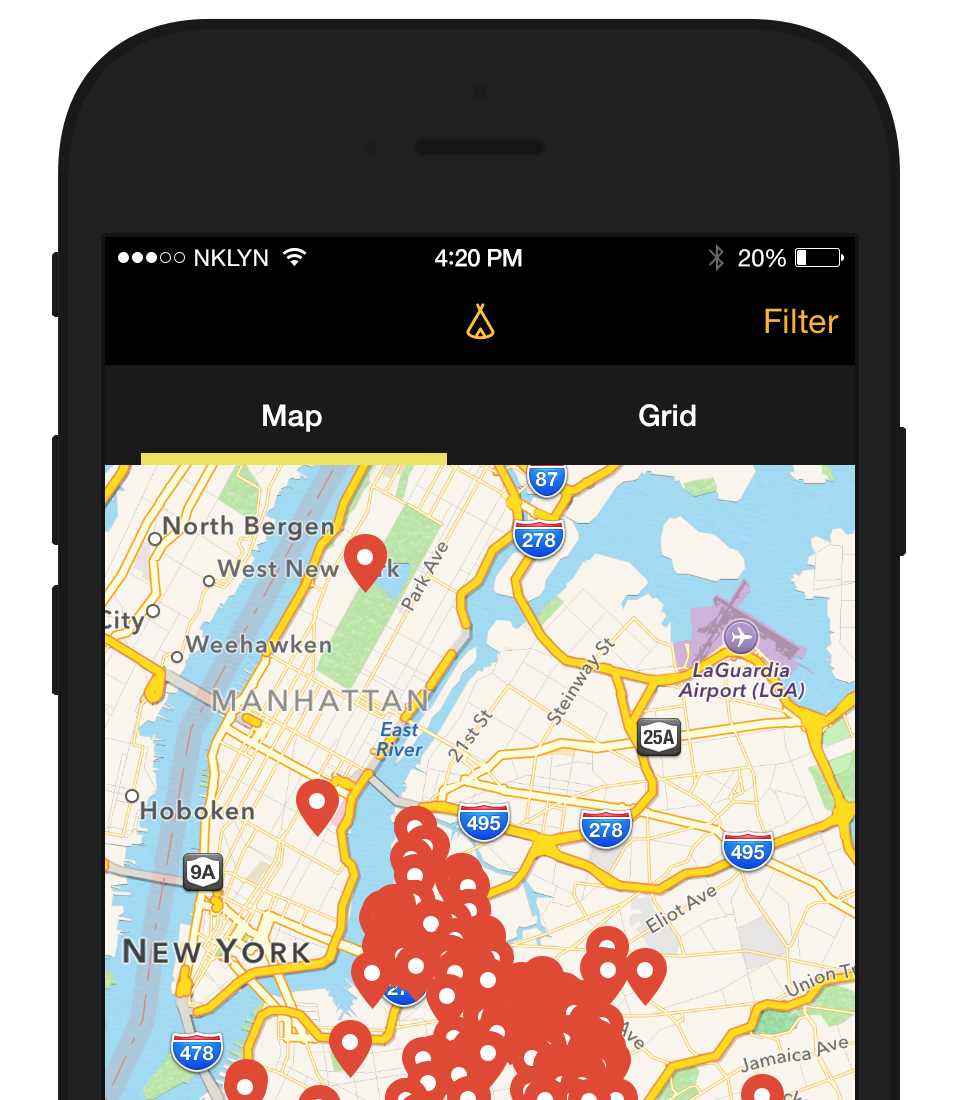 NKLYN
4:20 PM
20%
Filter
Map
Grid
87
North Bergen
278
West New rk
Park Ave
City
Weehawken
Steinway St
LaGuardia
Airport (LGA)
MANHATTAN
East
River
21st St
25A
Hoboken
495
278
495
9A
Eliot Ave
NEW YORK
Union T
Ave
478
Jamaica Ave